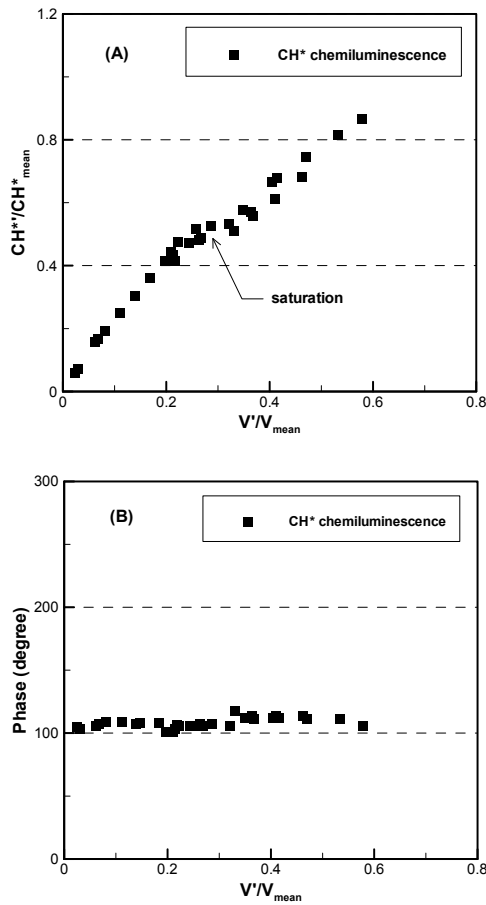 1.2
(A)
CH* chemiluminescence
0.8
CH*'/CH*mean
0.4
saturation
0
0 0.2 0.4 0.6 0.8
V'/Vmean
300
(B)
CH* chemiluminescence
200
Phase (degree)
100
0
0 0.2 0.4 0.6 0.8
V'/Vmean